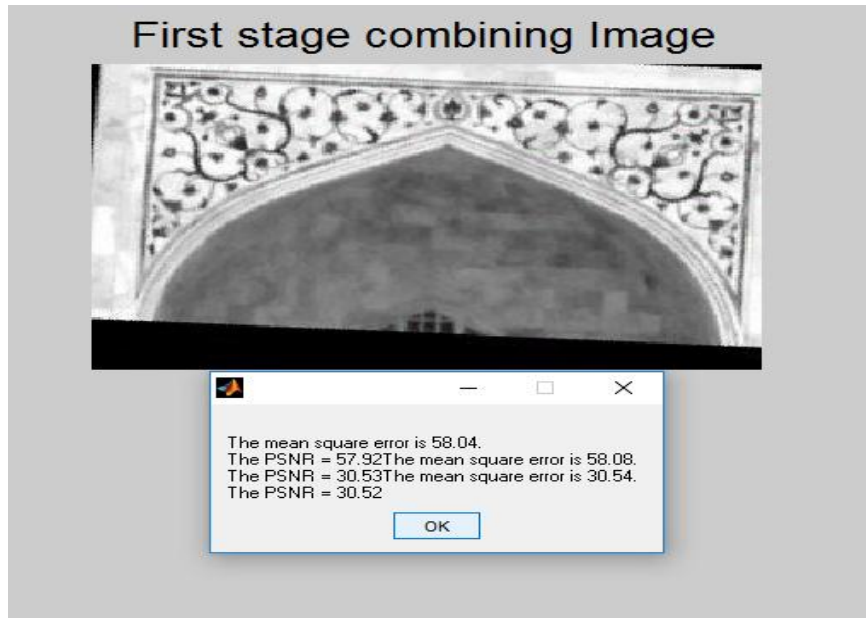 First stage combining Image
The mean square error is 58.04.
The PSNR = 57.92The mean square error is 58.08.
The PSNR = 30.53The mean square error is 30.54.
The PSNR = 30.52
OK